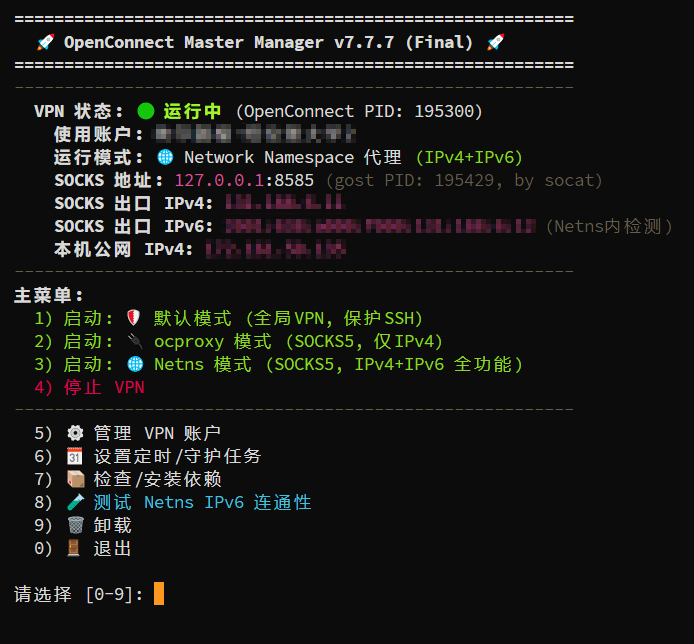 🚀 OpenConnect Master Manager v7.7.7 (Final) 🚀
VPN 状态: 🟢 运行中 (OpenConnect PID: 195300)
使用账户:
运行模式: 🌐 Network Namespace 代理 (IPv4+IPv6)
SOCKS 地址: 127.0.0.1:8585 (gost PID: 195429, by socat)
SOCKS 出口 IPv4:
SOCKS 出口 IPv6: (Netns内检测)
本机公网 IPv4:
主菜单:
1) 启动: 🛡️ 默认模式 (全局VPN, 保护SSH)
2) 启动: 🔌 ocproxy 模式 (SOCKS5, 仅IPv4)
3) 启动: 🌐 Netns 模式 (SOCKS5, IPv4+IPv6 全功能)
4) 停止 VPN
5) ⚙️ 管理 VPN 账户
6) 📅 设置定时/守护任务
7) 📦 检查/安装依赖
8) 🧪 测试 Netns IPv6 连通性
9) 🗑️ 卸载
0) 🚪 退出
请选择 [0-9]: